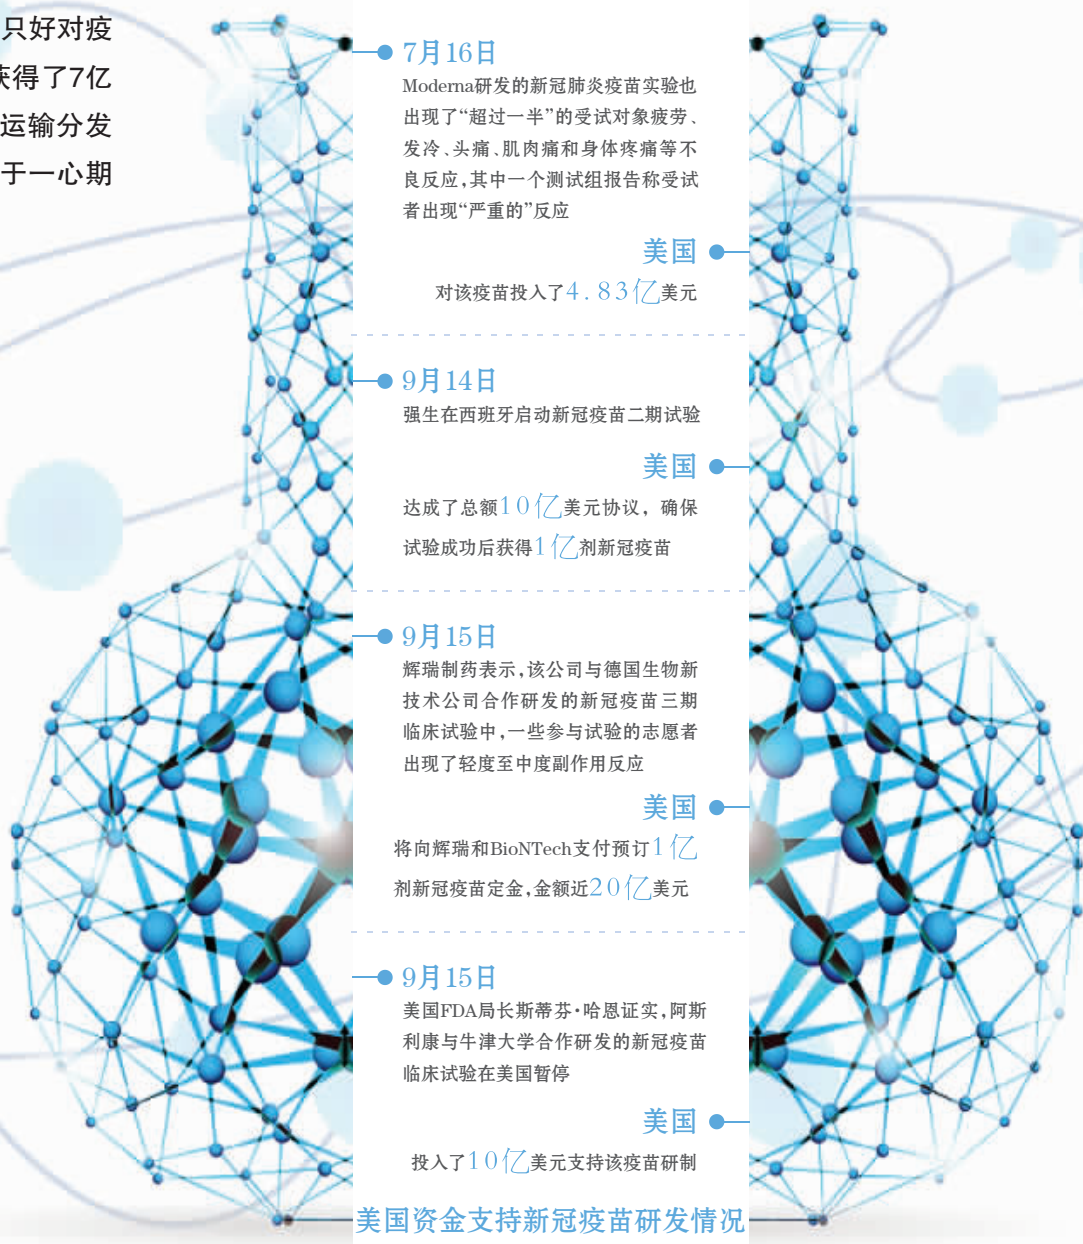 只好对疫
获得了7亿
运输分发
于一心期
7月16日
Moderna研发的新冠肺炎疫苗实验也
出现了“超过一半”的受试对象疲劳、
发冷、头痛、肌肉痛和身体疼痛等不
良反应,其中一个测试组报告称受试
者出现“严重的”反应
美国
对该疫苗投入了4.83亿美元
9月14日
强生在西班牙启动新冠疫苗二期试验
美国
达成了总额10亿美元协议，确保
试验成功后获得1亿剂新冠疫苗
9月15日
辉瑞制药表示,该公司与德国生物新
技术公司合作研发的新冠疫苗三期
临床试验中,一些参与试验的志愿者
出现了轻度至中度副作用反应
美国
将向辉瑞和BioNTech支付预订1亿
剂新冠疫苗定金,金额近20亿美元
9月15日
美国FDA局长斯蒂芬·哈恩证实,阿斯
利康与牛津大学合作研发的新冠疫苗
临床试验在美国暂停
美国
投入了10亿美元支持该疫苗研制
美国资金支持新冠疫苗研发情况